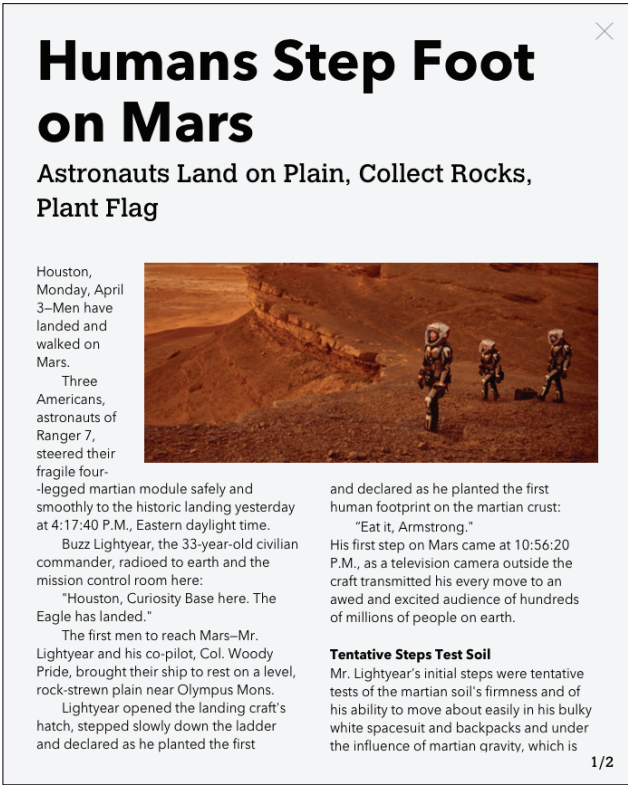 Humans Step Foot
on Mars
Astronauts Land on Plain, Collect Rocks,
Plant Flag
Houston,
Monday, April
3—Men have
landed and
walked on
Mars.
Three
Americans,
astronauts of
Ranger 7,
steered their
fragile four-
-legged martian module safely and
smoothly to the historic landing yesterday
at 4:17:40 P.M., Eastern daylight time.
Buzz Lightyear, the 33-year-old civilian
commander, radioed to earth and the
mission control room here:
"Houston, Curiosity Base here. The
Eagle has landed."
The first men to reach Mars—Mr.
Lightyear and his co-pilot, Col. Woody
Pride, brought their ship to rest on a level,
rock-strewn plain near Olympus Mons.
Lightyear opened the landing craft's
hatch, stepped slowly down the ladder
and declared as he planted the first
and declared as he planted the first
human footprint on the martian crust:
“Eat it, Armstrong."
His first step on Mars came at 10:56:20
P.M., as a television camera outside the
craft transmitted his every move to an
awed and excited audience of hundreds
of millions of people on earth.
Tentative Steps Test Soil
Mr. Lightyear's initial steps were tentative
tests of the martian soil's firmness and of
his ability to move about easily in his bulky
white spacesuit and backpacks and under
the influence of martian gravity, which is
1/2